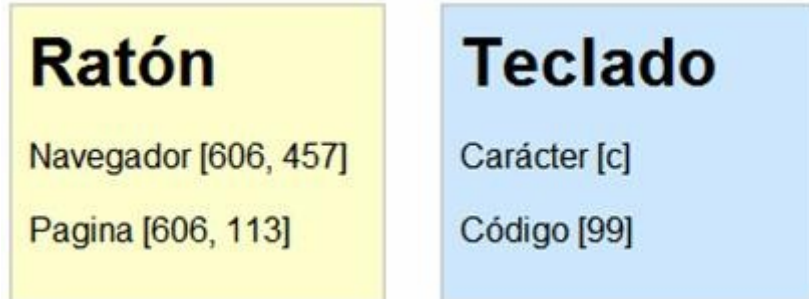 Ratón
Navegador [606, 457]
Pagina [606, 113]
Teclado
Carácter [c]
Código [99]